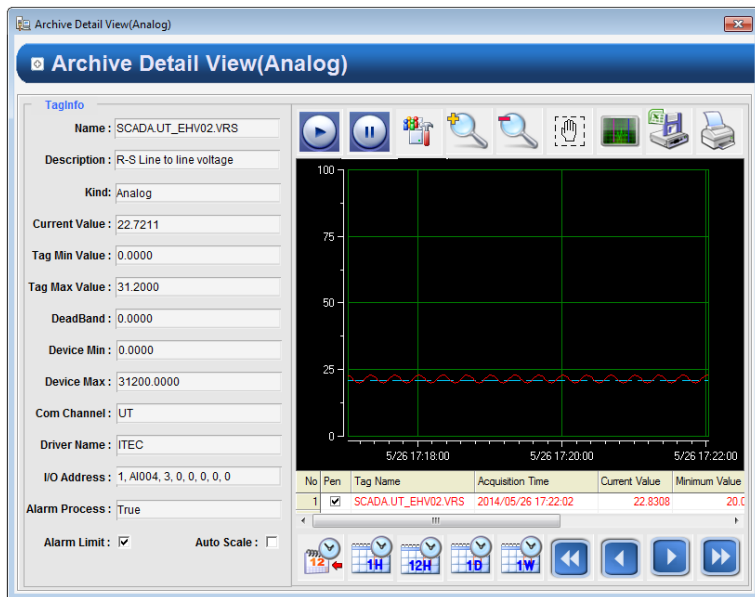 Archive Detail View(Analog)
Archive Detail View(Analog)
TagInfo
Name : SCADA.UT_EHV02.VRS
Description : R-S Line to line voltage
Kind: Analog
Current Value : 22.7211
Tag Min Value : 0.0000
Tag Max Value : 31.2000
DeadBand : 0.0000
Device Min : 0.0000
Device Max : 31200.0000
Com Channel : UT
Driver Name : ITEC
I/O Address : 1, AI004, 3, 0, 0, 0, 0, 0
Alarm Process : True
Alarm Limit : Auto Scale :
100
75
50
25
0
5/26 17:18:00 5/26 17:20:00 5/26 17:22:00
No Pen Tag Name Acquisition Time Current Value Minimum Value
1 SCADA.UT_EHV02.VRS 2014/05/26 17:22:02 22.8308 20.0
12 1H 12H 1D 1W